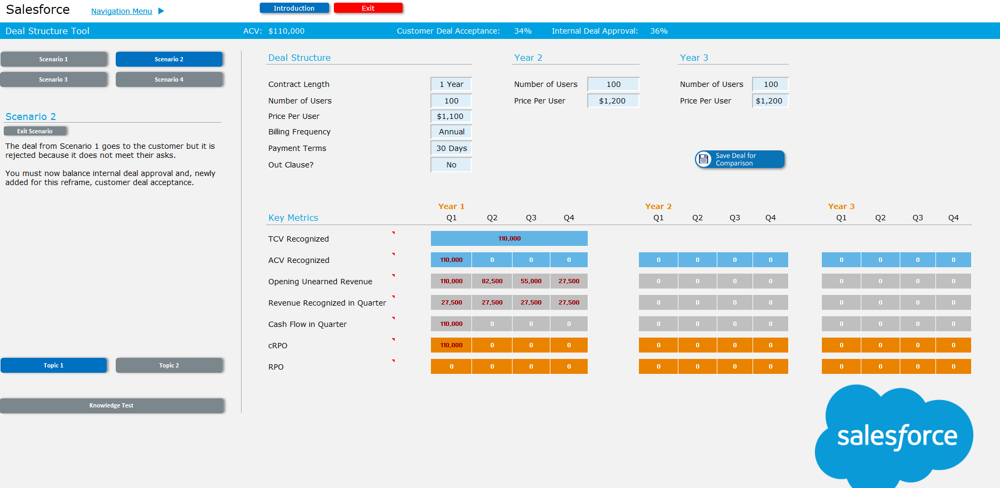 Salesforce
Navigation Menu
Introduction
Exit
Deal Structure Tool
ACV: $110,000
Customer Deal Acceptance: 34%
Internal Deal Approval: 36%
Scenario 1
Scenario 2
Scenario 3
Scenario 4
Scenario 2
Exit Scenario
The deal from Scenario 1 goes to the customer but it is
rejected because it does not meet their asks.
You must now balance internal deal approval and, newly
added for this reframe, customer deal acceptance.
Topic 1
Topic 2
Knowledge Test
Deal Structure
Contract Length 1 Year
Number of Users 100
Price Per User $1,100
Billing Frequency Annual
Payment Terms 30 Days
Out Clause? No
Year 2
Number of Users 100
Price Per User $1,200
Year 3
Number of Users 100
Price Per User $1,200
Save Deal for
Comparison
Year 1 Year 2 Year 3
Key Metrics Q1 Q2 Q3 Q4 Q1 Q2 Q3 Q4 Q1 Q2 Q3 Q4
TCV Recognized 110,000
ACV Recognized 110,000 0 0 0 0 0 0 0 0 0 0 0
Opening Unearned Revenue 110,000 82,500 55,000 27,500 0 0 0 0 0 0 0 0
Revenue Recognized in Quarter 27,500 27,500 27,500 27,500 0 0 0 0 0 0 0 0
Cash Flow in Quarter 110,000 0 0 0 0 0 0 0 0 0 0 0
cRPO 110,000 0 0 0 0 0 0 0 0 0 0 0
RPO 0 0 0 0 0 0 0 0 0 0 0 0
salesforce